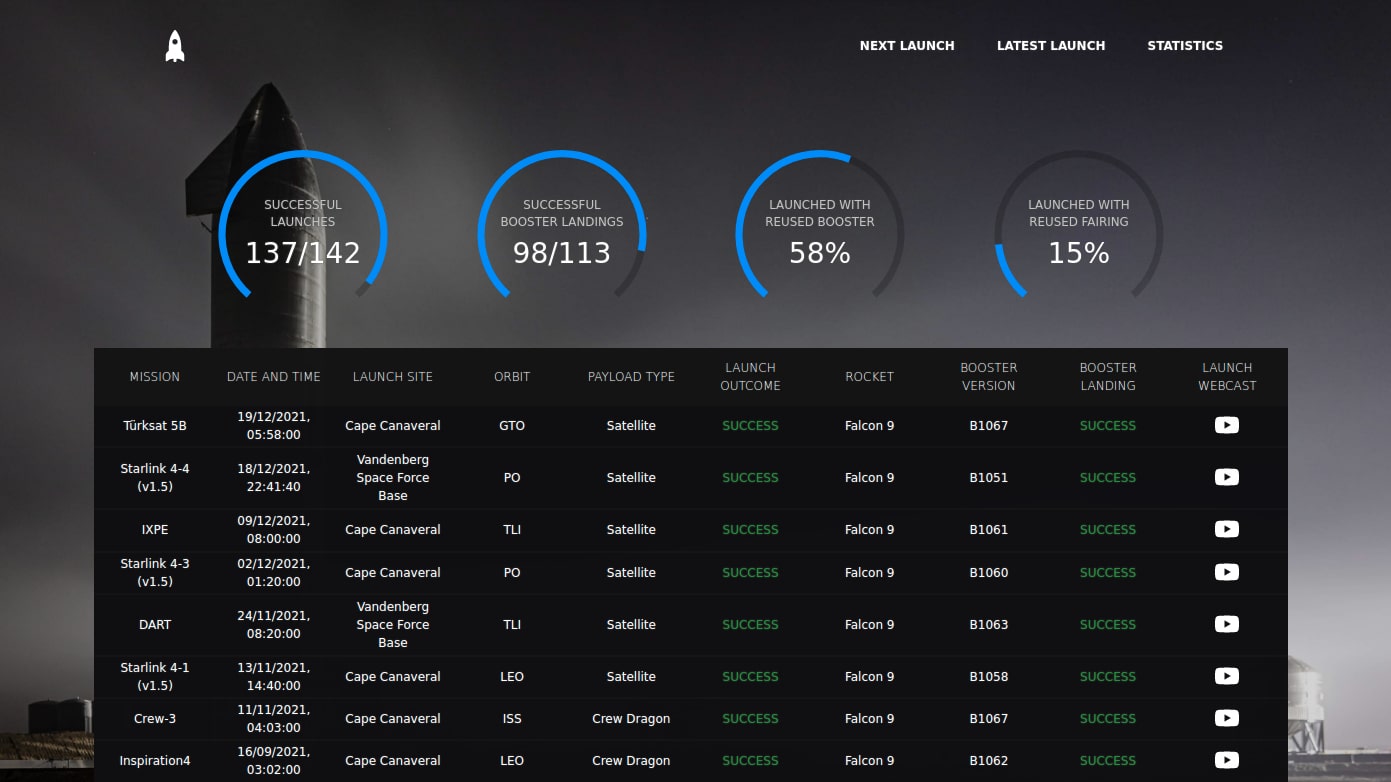 NEXT LAUNCH LATEST LAUNCH STATISTICS
SUCCESSFUL
LAUNCHES
137/142
SUCCESSFUL
BOOSTER LANDINGS
98/113
LAUNCHED WITH
REUSED BOOSTER
58%
LAUNCHED WITH
REUSED FAIRING
15%
MISSION DATE AND TIME LAUNCH SITE ORBIT PAYLOAD TYPE LAUNCH OUTCOME ROCKET BOOSTER VERSION BOOSTER LANDING LAUNCH WEBCAST
Türksat 5B 19/12/2021, 05:58:00 Cape Canaveral GTO Satellite SUCCESS Falcon 9 B1067 SUCCESS
Starlink 4-4 (v1.5) 18/12/2021, 22:41:40 Vandenberg Space Force Base PO Satellite SUCCESS Falcon 9 B1051 SUCCESS
IXPE 09/12/2021, 08:00:00 Cape Canaveral TLI Satellite SUCCESS Falcon 9 B1061 SUCCESS
Starlink 4-3 (v1.5) 02/12/2021, 01:20:00 Cape Canaveral PO Satellite SUCCESS Falcon 9 B1060 SUCCESS
DART 24/11/2021, 08:20:00 Vandenberg Space Force Base TLI Satellite SUCCESS Falcon 9 B1063 SUCCESS
Starlink 4-1 (v1.5) 13/11/2021, 14:40:00 Cape Canaveral LEO Satellite SUCCESS Falcon 9 B1058 SUCCESS
Crew-3 11/11/2021, 04:03:00 Cape Canaveral ISS Crew Dragon SUCCESS Falcon 9 B1067 SUCCESS
Inspiration4 16/09/2021, 03:02:00 Cape Canaveral LEO Crew Dragon SUCCESS Falcon 9 B1062 SUCCESS